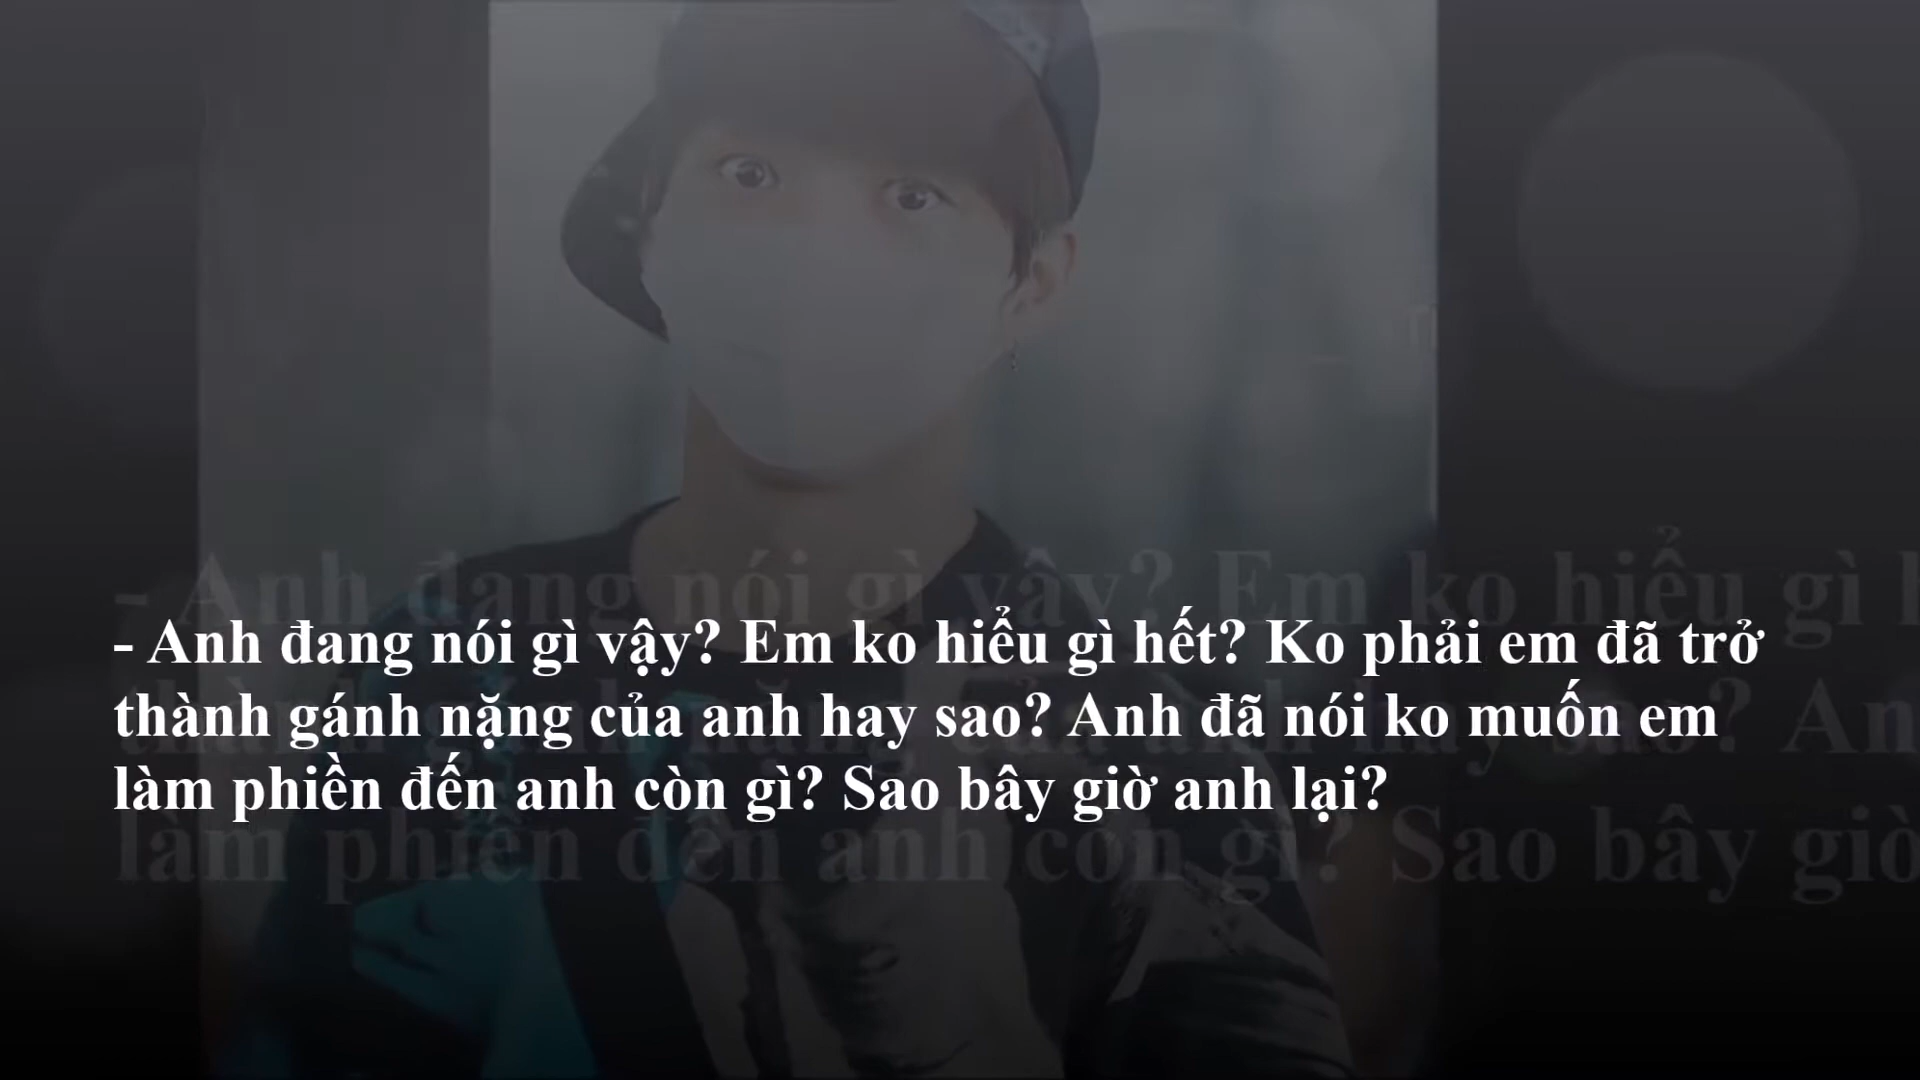 - Anh đang nói gì vậy? Em ko hiểu gì hết? Ko phải em đã trở
thành gánh nặng của anh hay sao? Anh đã nói ko muốn em
làm phiền đến anh còn gì? Sao bây giờ anh lại?